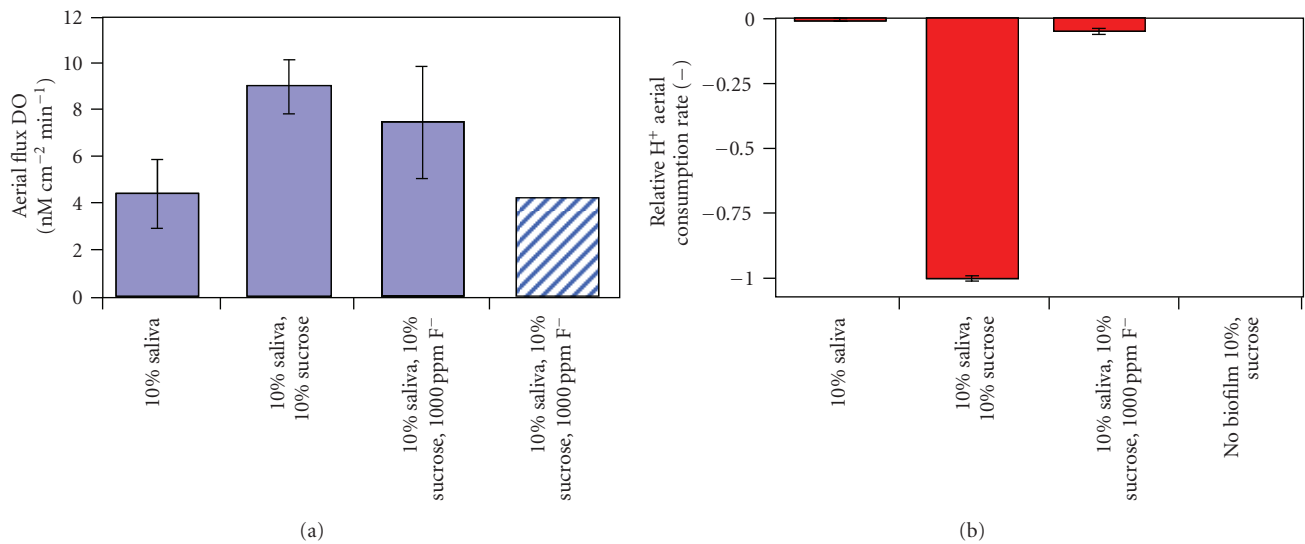 12
10
8
6
4
2
0
Aerial flux DO
(nM cm−2 min−1)
10% saliva
10% saliva,
10% sucrose
10% saliva, 10%
sucrose, 1000 ppm F−
10% saliva, 10%
sucrose, 1000 ppm F−
(a)
0
−0.25
−0.5
−0.75
−1
Relative H+ aerial
consumption rate (−)
10% saliva
10% saliva,
10% sucrose
10% saliva, 10%
sucrose, 1000 ppm F−
No biofilm 10%,
sucrose
(b)